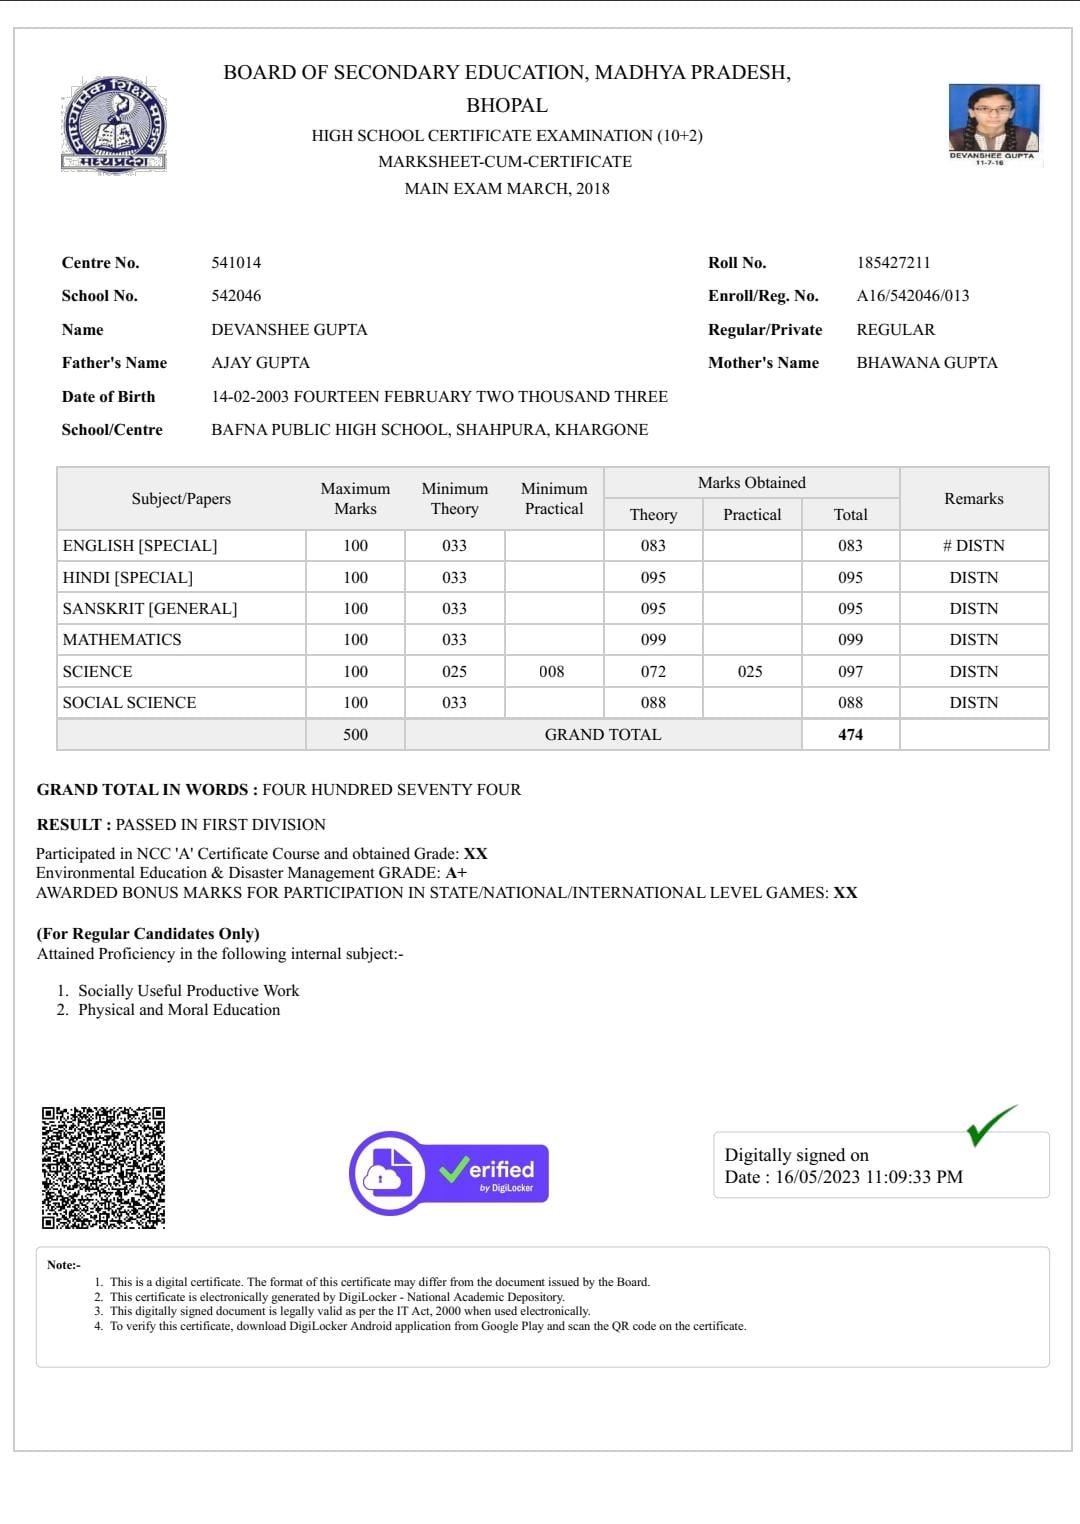 BOARD OF SECONDARY EDUCATION, MADHYA PRADESH,
BHOPAL
HIGH SCHOOL CERTIFICATE EXAMINATION (10+2)
MARKSHEET-CUM-CERTIFICATE
MAIN EXAM MARCH, 2018
माध्यमिक शिक्षा मण्डल
मध्यप्रदेश
DEVANSHEE GUPTA
11-7-16
Centre No. 541014 Roll No. 185427211
School No. 542046 Enroll/Reg. No. A16/542046/013
Name DEVANSHEE GUPTA Regular/Private REGULAR
Father's Name AJAY GUPTA Mother's Name BHAWANA GUPTA
Date of Birth 14-02-2003 FOURTEEN FEBRUARY TWO THOUSAND THREE
School/Centre BAFNA PUBLIC HIGH SCHOOL, SHAHPURA, KHARGONE
Subject/Papers Maximum Marks Minimum Theory Minimum Practical Marks Obtained Remarks
Theory Practical Total
ENGLISH [SPECIAL] 100 033 083 083 # DISTN
HINDI [SPECIAL] 100 033 095 095 DISTN
SANSKRIT [GENERAL] 100 033 095 095 DISTN
MATHEMATICS 100 033 099 099 DISTN
SCIENCE 100 025 008 072 025 097 DISTN
SOCIAL SCIENCE 100 033 088 088 DISTN
500 GRAND TOTAL 474
GRAND TOTAL IN WORDS : FOUR HUNDRED SEVENTY FOUR
RESULT : PASSED IN FIRST DIVISION
Participated in NCC 'A' Certificate Course and obtained Grade: XX
Environmental Education & Disaster Management GRADE: A+
AWARDED BONUS MARKS FOR PARTICIPATION IN STATE/NATIONAL/INTERNATIONAL LEVEL GAMES: XX
(For Regular Candidates Only)
Attained Proficiency in the following internal subject:-
1. Socially Useful Productive Work
2. Physical and Moral Education
Verified
by DigiLocker
Digitally signed on
Date : 16/05/2023 11:09:33 PM
Note:-
1. This is a digital certificate. The format of this certificate may differ from the document issued by the Board.
2. This certificate is electronically generated by DigiLocker - National Academic Depository.
3. This digitally signed document is legally valid as per the IT Act, 2000 when used electronically.
4. To verify this certificate, download DigiLocker Android application from Google Play and scan the QR code on the certificate.